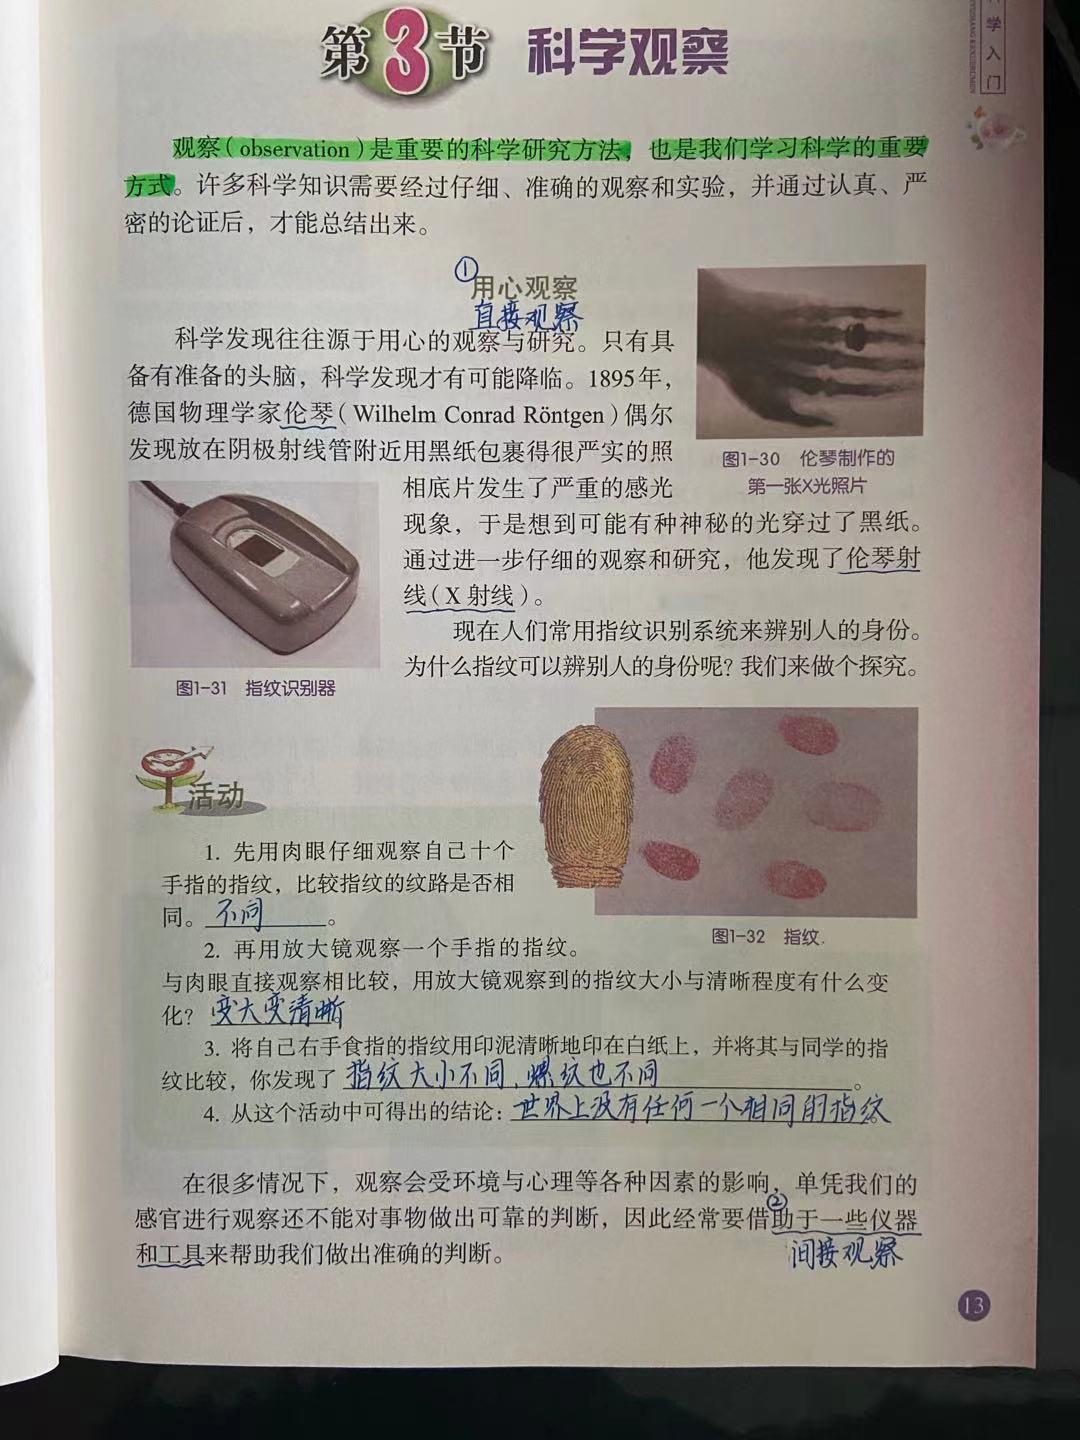 学入门
第3节 科学观察
观察(observation)是重要的科学研究方法,也是我们学习科学的重要
方式。许多科学知识需要经过仔细、准确的观察和实验,并通过认真、严
密的论证后,才能总结出来。
①
用心观察
直接观察
科学发现往往源于用心的观察与研究。只有具
备有准备的头脑,科学发现才有可能降临。1895年,
德国物理学家伦琴(Wilhelm Conrad Röntgen)偶尔
发现放在阴极射线管附近用黑纸包裹得很严实的照
相底片发生了严重的感光
现象,于是想到可能有种神秘的光穿过了黑纸。
通过进一步仔细的观察和研究,他发现了伦琴射
线(X射线)。
现在人们常用指纹识别系统来辨别人的身份。
为什么指纹可以辨别人的身份呢?我们来做个探究。
图1-30 伦琴制作的
第一张X光照片
图1-31 指纹识别器
活动
1. 先用肉眼仔细观察自己十个
手指的指纹,比较指纹的纹路是否相
同。不同。
2. 再用放大镜观察一个手指的指纹。
与肉眼直接观察相比较,用放大镜观察到的指纹大小与清晰程度有什么变
化?变大变清晰
3. 将自己右手食指的指纹用印泥清晰地印在白纸上,并将其与同学的指
纹比较,你发现了指纹大小不同,螺纹也不同。
4. 从这个活动中可得出的结论:世界上没有任何一个相同的指纹。
图1-32 指纹.
在很多情况下,观察会受环境与心理等各种因素的影响,单凭我们的
感官进行观察还不能对事物做出可靠的判断,因此经常要借②助于一些仪器
和工具来帮助我们做出准确的判断。
间接观察
13